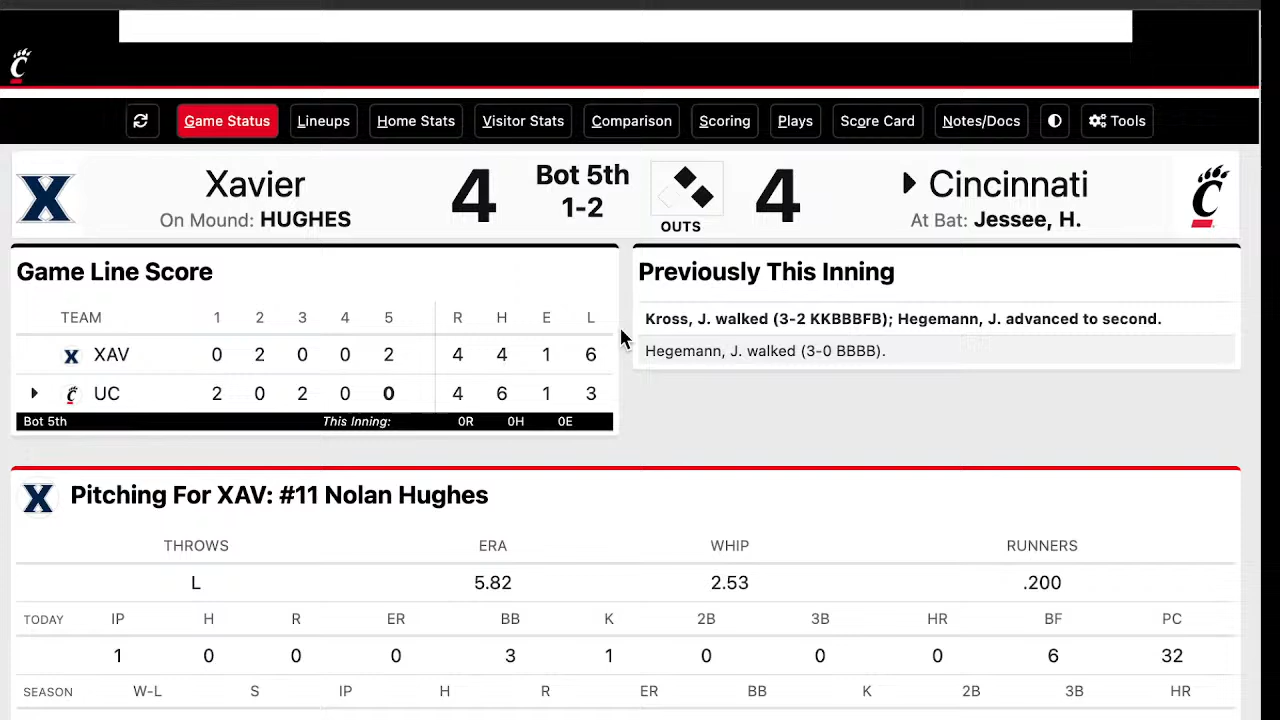 Game Status Lineups Home Stats Visitor Stats Comparison Scoring Plays Score Card Notes/Docs Tools
Xavier 4 Bot 5th 4 Cincinnati
On Mound: HUGHES 1-2 OUTS At Bat: Jessee, H.
Game Line Score
TEAM 1 2 3 4 5 R H E L
XAV 0 2 0 0 2 4 4 1 6
UC 2 0 2 0 0 4 6 1 3
Bot 5th This Inning: 0R 0H 0E
Previously This Inning
Kross, J. walked (3-2 KKBBBFB); Hegemann, J. advanced to second.
Hegemann, J. walked (3-0 BBBB).
Pitching For XAV: #11 Nolan Hughes
THROWS ERA WHIP RUNNERS
L 5.82 2.53 .200
TODAY IP H R ER BB K 2B 3B HR BF PC
1 0 0 0 3 1 0 0 0 6 32
SEASON W-L S IP H R ER BB K 2B 3B HR